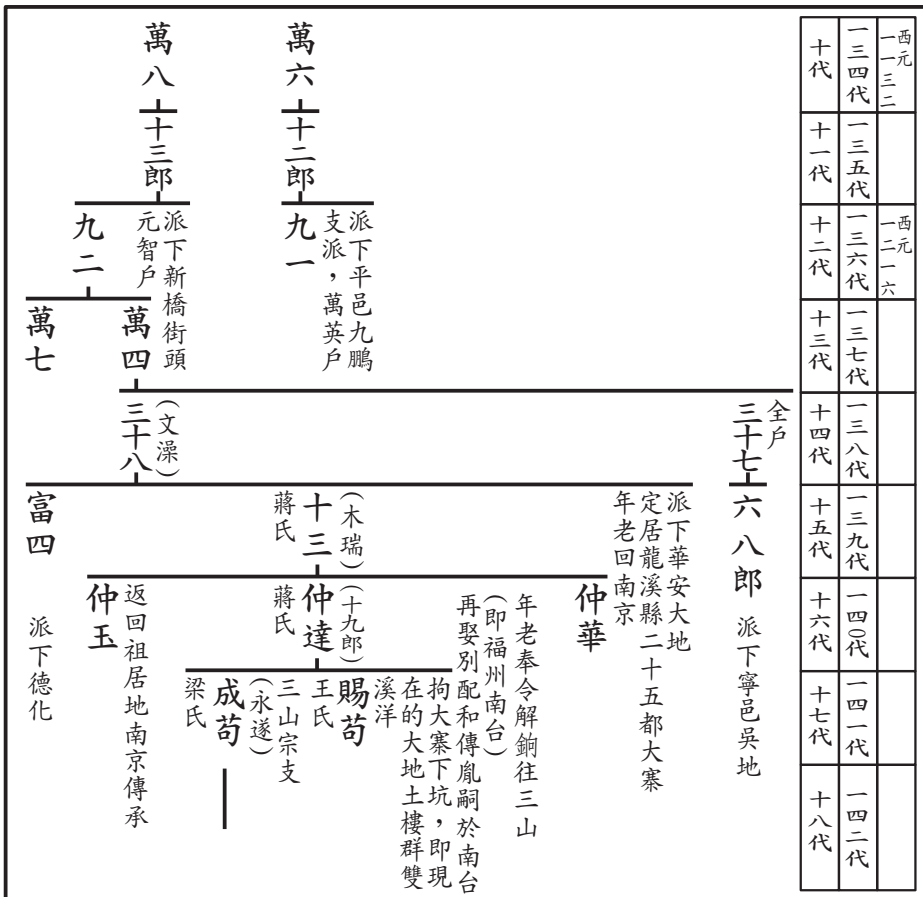 西元一一三二
西元一二一六
一三四代
一三五代
一三六代
一三七代
一三八代
一三九代
一四0代
一四一代
一四二代
十代
十一代
十二代
十三代
十四代
十五代
十六代
十七代
十八代
萬六
十二郎
九一
派下平邑九鵬
支派，萬英戶
萬八
十三郎
派下新橋街頭
元智戶
九二
萬四
萬七
全戶
三十七
六八郎
派下寧邑吳地
(文澡)
三十八
派下華安大地
定居龍溪縣二十五都大寨
年老回南京
仲華
(木瑞)
十三
蔣氏
富四
派下德化
年老奉令解餉往三山
(即福州南台)
再娶別配和傳胤嗣於南台
(十九郎)
仲達
蔣氏
仲玉
返回祖居地南京傳承
拘大寨下坑，即現
在的大地土樓群雙
溪洋
賜苟
王氏
三山宗支
(永遂)
成苟
梁氏